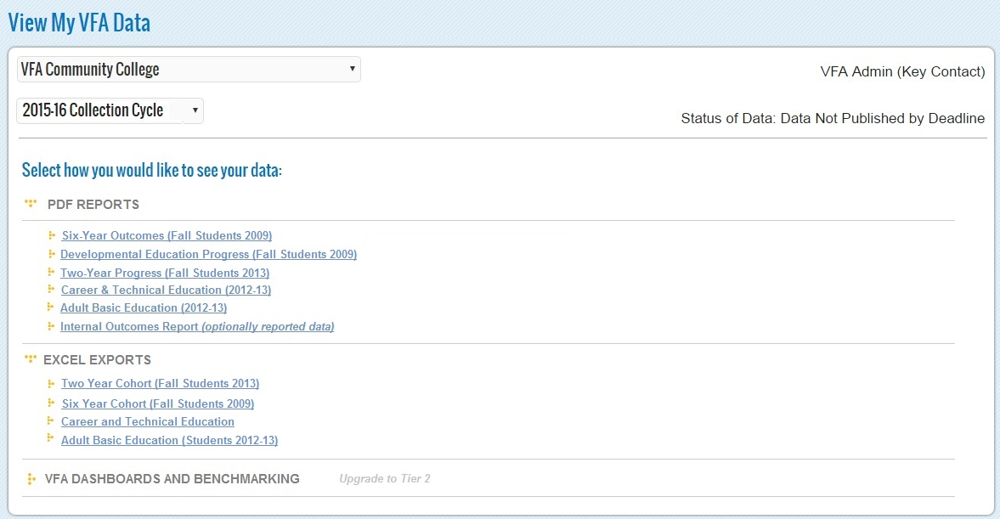 View My VFA Data
VFA Community College
VFA Admin (Key Contact)
2015-16 Collection Cycle
Status of Data: Data Not Published by Deadline
Select how you would like to see your data:
PDF REPORTS
Six-Year Outcomes (Fall Students 2009)
Developmental Education Progress (Fall Students 2009)
Two-Year Progress (Fall Students 2013)
Career & Technical Education (2012-13)
Adult Basic Education (2012-13)
Internal Outcomes Report (optionally reported data)
EXCEL EXPORTS
Two Year Cohort (Fall Students 2013)
Six Year Cohort (Fall Students 2009)
Career and Technical Education
Adult Basic Education (Students 2012-13)
VFA DASHBOARDS AND BENCHMARKING Upgrade to Tier 2